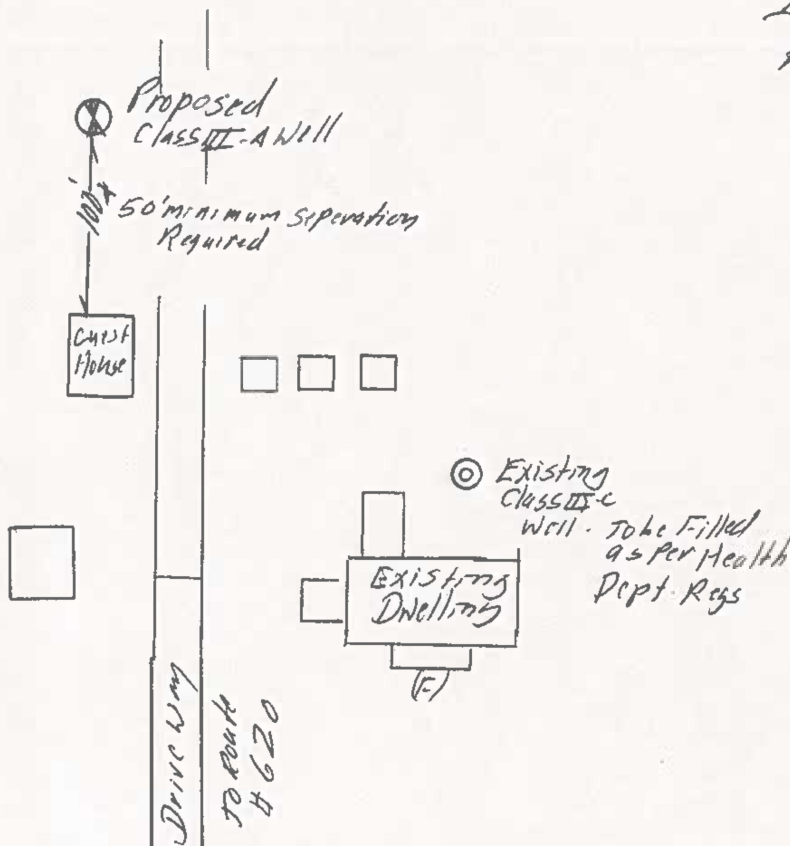 Proposed
Class III-A Well
100'±
50' minimum Seperation
Required
Guest
House
Existing
Class III-C
Well. To be Filled
as Per Health
Dept. Regs
Existing
Dwelling
(F)
Drive Way
To Route
# 620